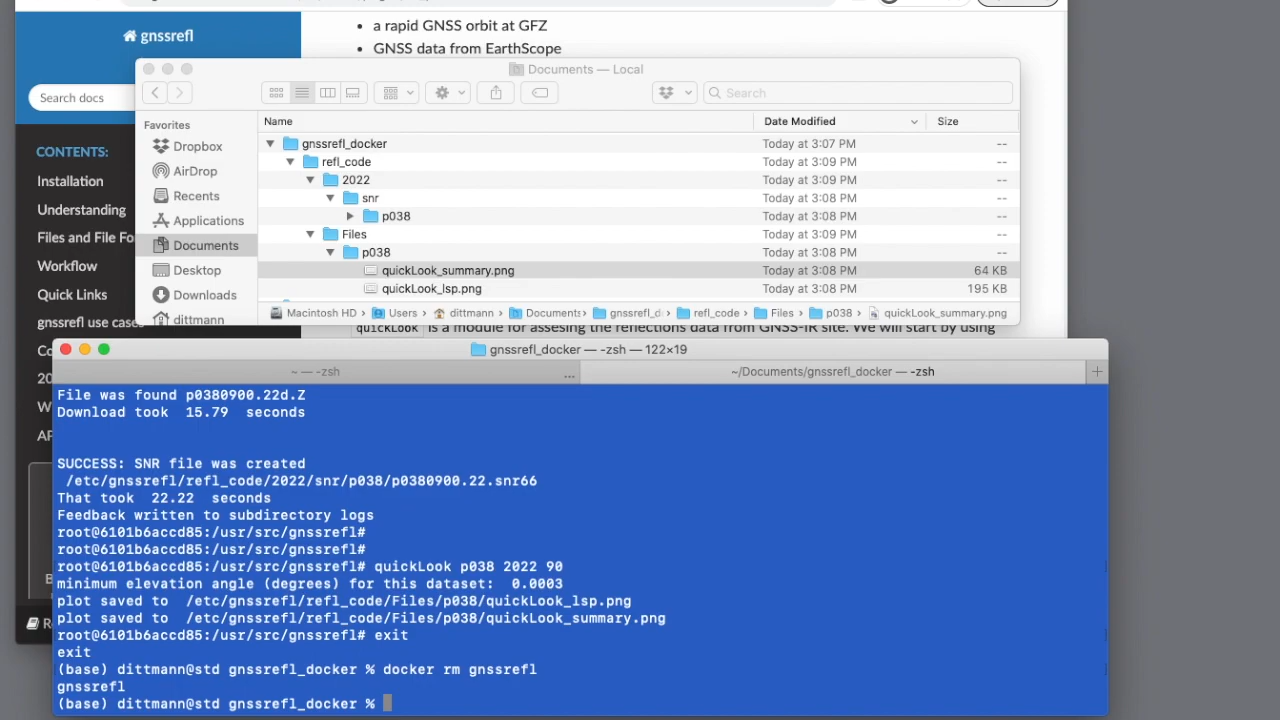 gnssrefl
• a rapid GNSS orbit at GFZ
• GNSS data from EarthScope
Search docs
CONTENTS:
Installation
Understanding
Files and File Fo
Workflow
Quick Links
gnssrefl use cases
Co
20
W
AP
B
Documents — Local
Search
Favorites
Dropbox
AirDrop
Recents
Applications
Documents
Desktop
Downloads
dittmann
Name Date Modified Size
gnssrefl_docker Today at 3:07 PM --
refl_code Today at 3:09 PM --
2022 Today at 3:09 PM --
snr Today at 3:08 PM --
p038 Today at 3:08 PM --
Files Today at 3:09 PM --
p038 Today at 3:08 PM --
quickLook_summary.png Today at 3:08 PM 64 KB
quickLook_lsp.png Today at 3:08 PM 195 KB
Macintosh HD › Users › dittmann › Documents › gnssrefl_d › refl_code › Files › p038 › quickLook_summary.png
quickLook is a module for assesing the reflections data from GNSS-IR site. We will start by using
gnssrefl_docker — -zsh — 122×19
~ — -zsh ... ~/Documents/gnssrefl_docker — -zsh +
File was found p0380900.22d.Z
Download took 15.79 seconds
SUCCESS: SNR file was created
/etc/gnssrefl/refl_code/2022/snr/p038/p0380900.22.snr66
That took 22.22 seconds
Feedback written to subdirectory logs
root@6101b6accd85:/usr/src/gnssrefl#
root@6101b6accd85:/usr/src/gnssrefl#
root@6101b6accd85:/usr/src/gnssrefl# quickLook p038 2022 90
minimum elevation angle (degrees) for this dataset: 0.0003
plot saved to /etc/gnssrefl/refl_code/Files/p038/quickLook_lsp.png
plot saved to /etc/gnssrefl/refl_code/Files/p038/quickLook_summary.png
root@6101b6accd85:/usr/src/gnssrefl# exit
exit
(base) dittmann@std gnssrefl_docker % docker rm gnssrefl
gnssrefl
(base) dittmann@std gnssrefl_docker %